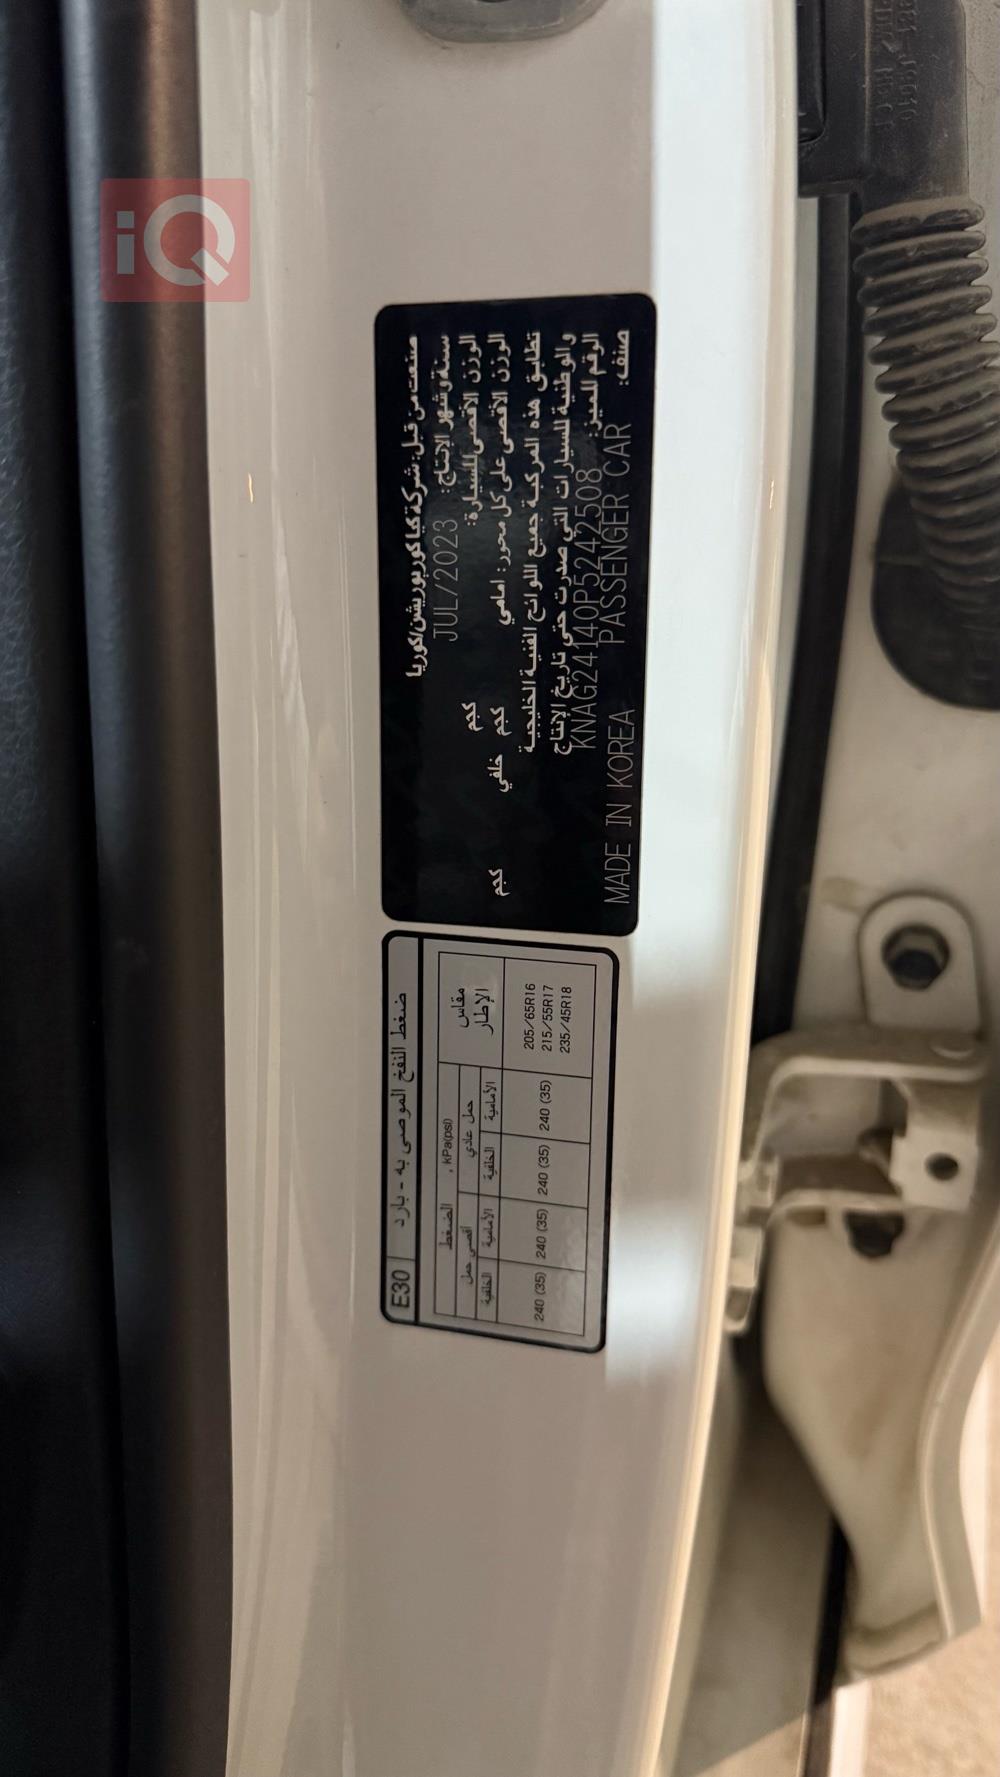 iQ
صنعت من قبل: شركة كيا كوربوريشن/كوريا
سنة وشهر الإنتاج: JUL/2023
الوزن الأقصى للسيارة: كجم
الوزن الأقصى على كل محور: امامي كجم خلفي كجم
تطابق هذه المركبة جميع اللوائح الفنية الخليجية
والوطنية للسيارات التي صدرت حتى تاريخ الإنتاج
الرقم المميز: KNAG24140P5242508
صنف: PASSENGER CAR MADE IN KOREA
ضغط النفخ الموصى به - بارد E30
مقاس الإطار
الضغط , kPa(psi)
حمل عادي أقصى حمل
الأمامية الخلفية الأمامية الخلفية
205/65R16
215/55R17
235/45R18
240 (35) 240 (35) 240 (35) 240 (35)